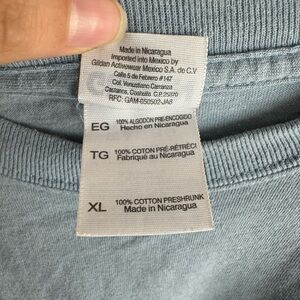 Made in Nicaragua
Imported into Mexico by
Gildan Activewear Mexico S.A. de C.V
Calle 5 de Febrero #147
Col. Venustiano Carranza
Castanos, Coahuila C.P. 25870
RFC: GAM-050502-JA8
EG 100% ALGODON PRE-ENCOGIDO
Hecho en Nicaragua
TG 100% COTON PRÉ-RÉTRÉCI
Fabriqué au Nicaragua
XL 100% COTTON PRESHRUNK
Made in Nicaragua